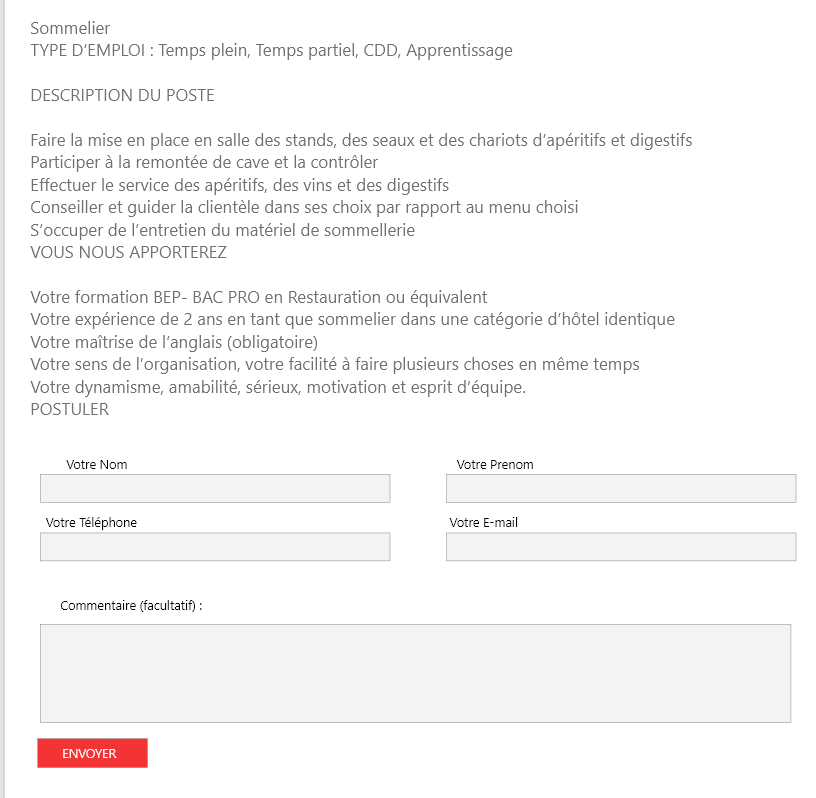 Sommelier
TYPE D’EMPLOI : Temps plein, Temps partiel, CDD, Apprentissage
DESCRIPTION DU POSTE
Faire la mise en place en salle des stands, des seaux et des chariots d’apéritifs et digestifs
Participer à la remontée de cave et la contrôler
Effectuer le service des apéritifs, des vins et des digestifs
Conseiller et guider la clientèle dans ses choix par rapport au menu choisi
S’occuper de l’entretien du matériel de sommellerie
VOUS NOUS APPORTEREZ
Votre formation BEP- BAC PRO en Restauration ou équivalent
Votre expérience de 2 ans en tant que sommelier dans une catégorie d’hôtel identique
Votre maîtrise de l’anglais (obligatoire)
Votre sens de l’organisation, votre facilité à faire plusieurs choses en même temps
Votre dynamisme, amabilité, sérieux, motivation et esprit d’équipe.
POSTULER
Votre Nom
Votre Prenom
Votre Téléphone
Votre E-mail
Commentaire (facultatif) :
ENVOYER